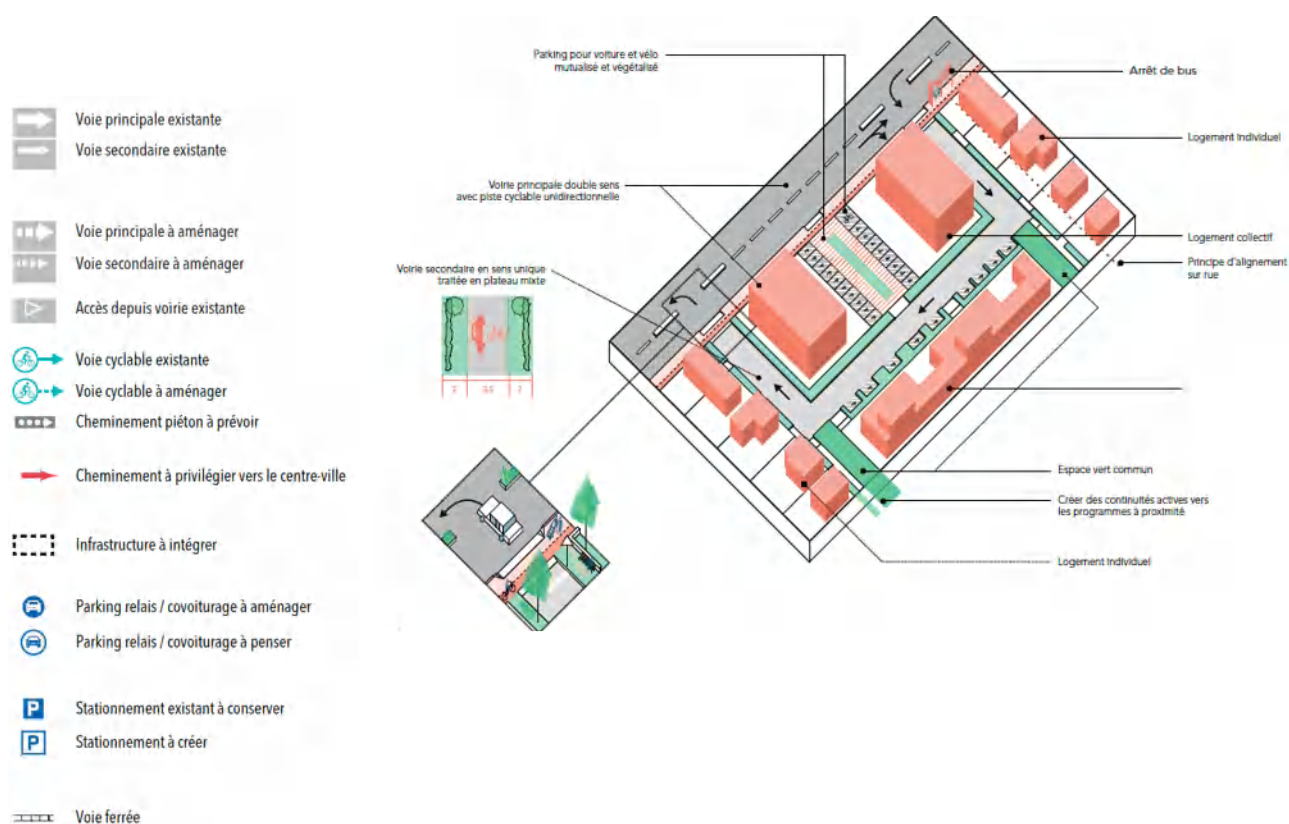 Voie principale existante
Voie secondaire existante
Voie principale à aménager
Voie secondaire à aménager
Accès depuis voirie existante
Voie cyclable existante
Voie cyclable à aménager
Cheminement piéton à prévoir
Cheminement à privilégier vers le centre-ville
Infrastructure à intégrer
Parking relais / covoiturage à aménager
Parking relais / covoiturage à penser
P Stationnement existant à conserver
P Stationnement à créer
Voie ferrée
Parking pour voiture et vélo
mutualisé et végétalisé
Arrêt de bus
Logement individuel
Voirie principale double sens
avec piste cyclable unidirectionnelle
Logement collectif
Principe d'alignement
sur rue
Voirie secondaire en sens unique
traitée en plateau mixte
2 3,5 2
Espace vert commun
Créer des continuités actives vers
les programmes à proximité
Logement individuel